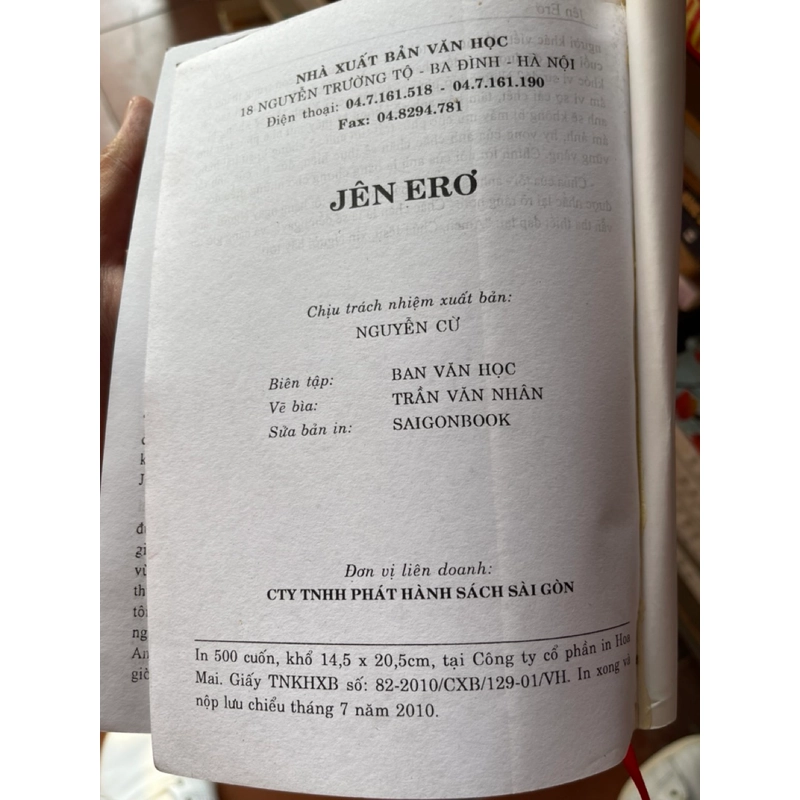 NHÀ XUẤT BẢN VĂN HỌC
18 NGUYỄN TRƯỜNG TỘ - BA ĐÌNH - HÀ NỘI
Điện thoại: 04.7.161.518 - 04.7.161.190
Fax: 04.8294.781
JÊN ERƠ
Chịu trách nhiệm xuất bản:
NGUYỄN CỪ
Biên tập: BAN VĂN HỌC
Vẽ bìa: TRẦN VĂN NHÂN
Sửa bản in: SAIGONBOOK
Đơn vị liên doanh:
CTY TNHH PHÁT HÀNH SÁCH SÀI GÒN
In 500 cuốn, khổ 14,5 x 20,5cm, tại Công ty cổ phần in Hoa
Mai. Giấy TNKHXB số: 82-2010/CXB/129-01/VH. In xong và
nộp lưu chiểu tháng 7 năm 2010.